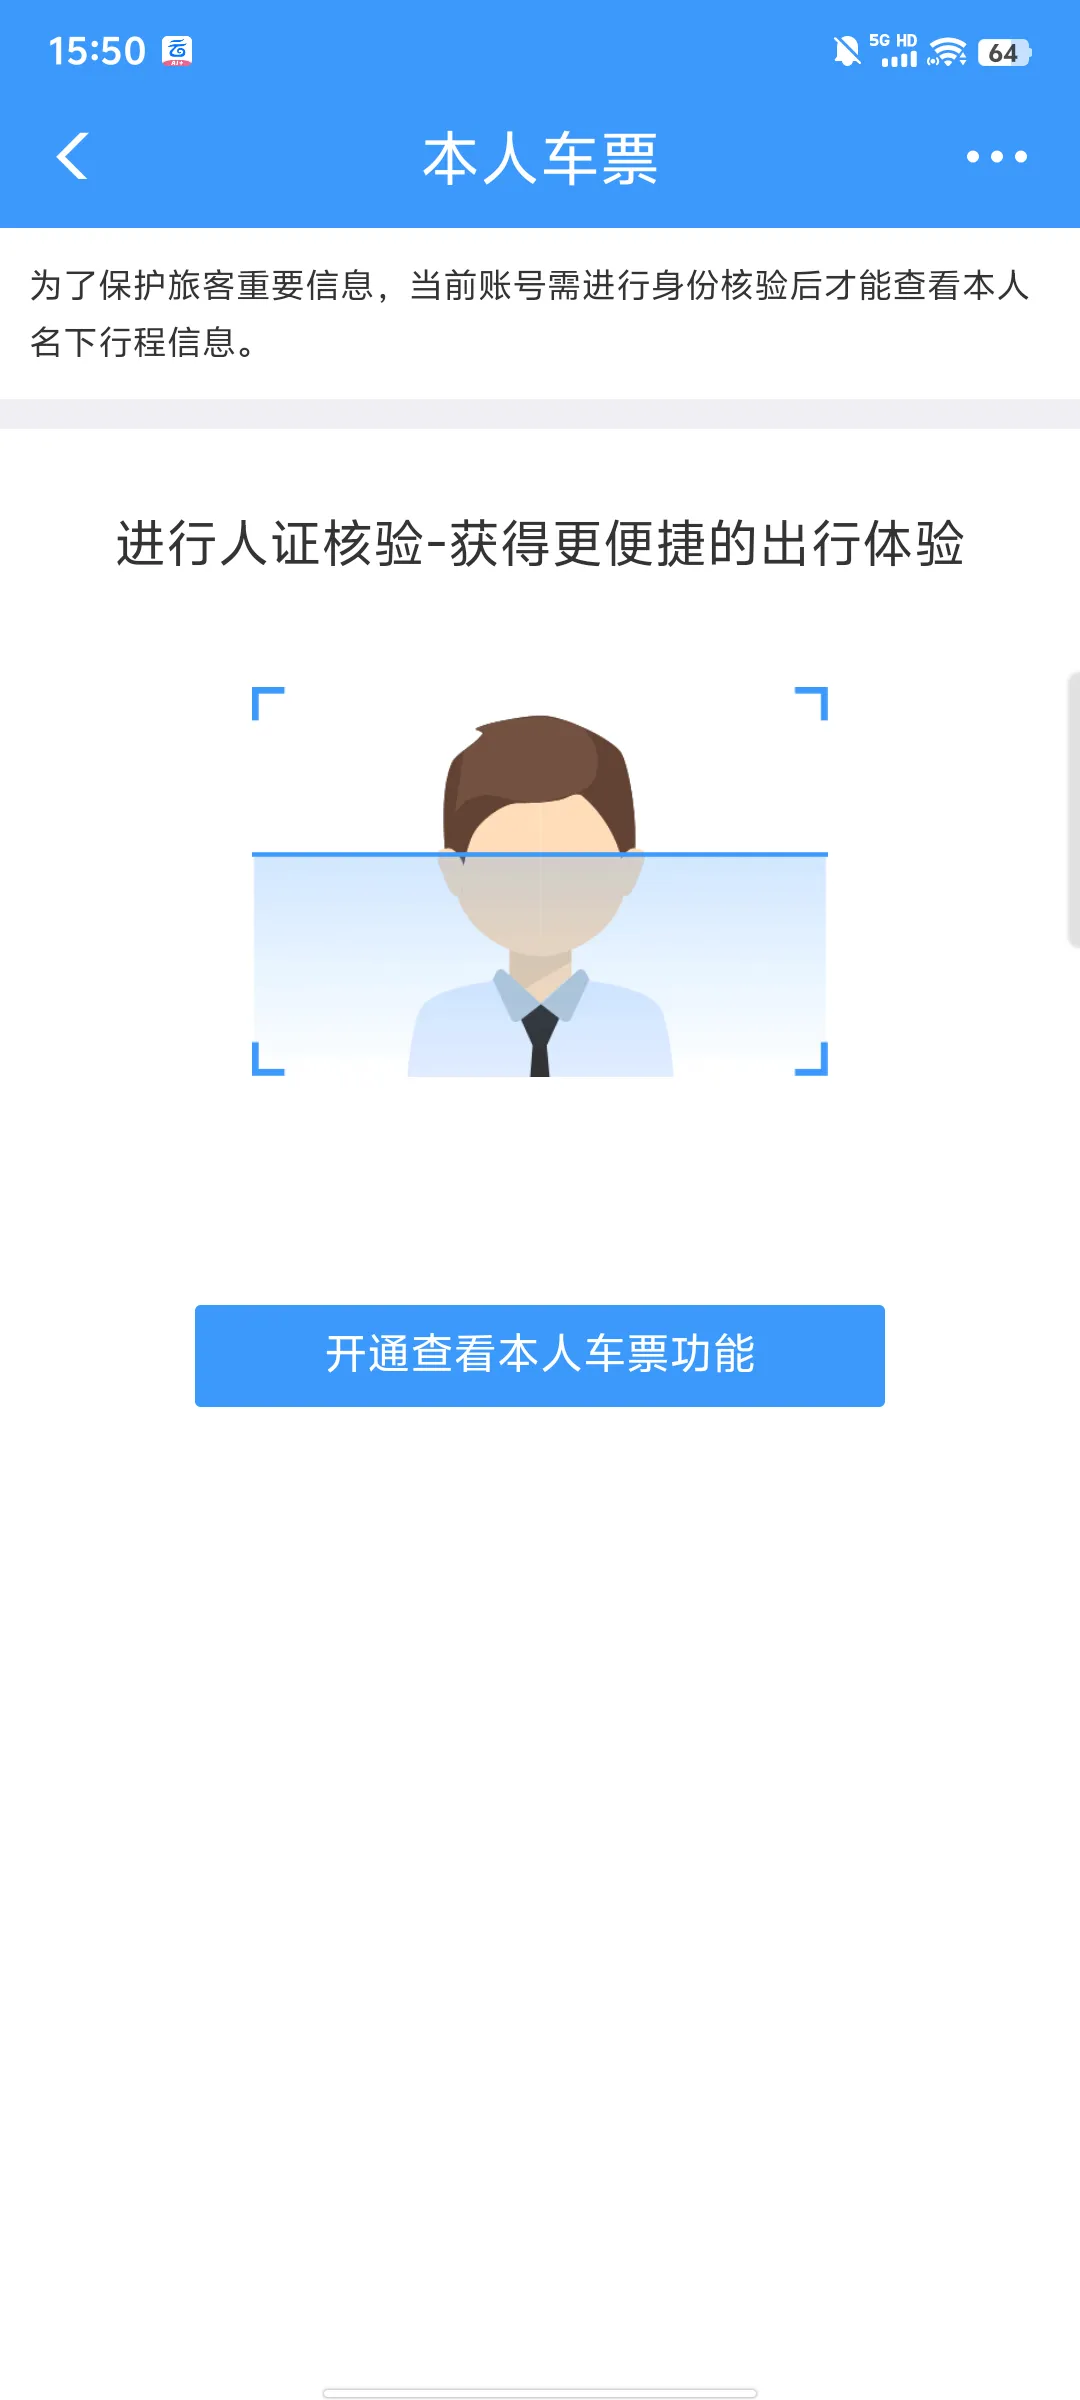 15:50
5G HD
64
本人车票
为了保护旅客重要信息，当前账号需进行身份核验后才能查看本人
名下行程信息。
进行人证核验-获得更便捷的出行体验
开通查看本人车票功能